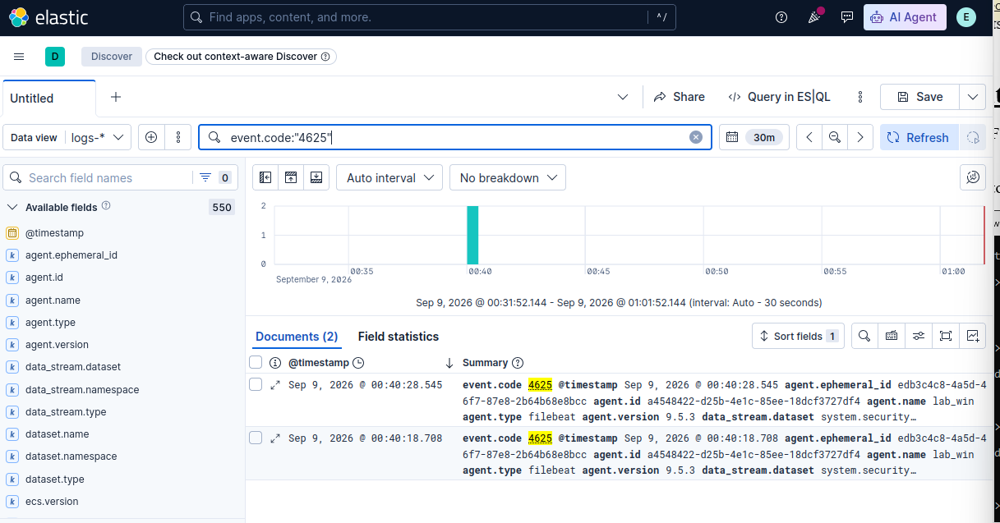 elastic
Find apps, content, and more. ^/
AI Agent E
D Discover Check out context-aware Discover
Untitled
Share Query in ES|QL Save
Data view logs-* event.code:"4625" 30m Refresh
Search field names 0
Auto interval No breakdown
Available fields 550
@timestamp
agent.ephemeral_id
agent.id
agent.name
agent.type
agent.version
data_stream.dataset
data_stream.namespace
data_stream.type
dataset.name
dataset.namespace
dataset.type
ecs.version
2
1
0
00:35 00:40 00:45 00:50 00:55 01:00
September 9, 2026
Sep 9, 2026 @ 00:31:52.144 - Sep 9, 2026 @ 01:01:52.144 (interval: Auto - 30 seconds)
Documents (2) Field statistics Sort fields 1
@timestamp Summary
Sep 9, 2026 @ 00:40:28.545 event.code 4625 @timestamp Sep 9, 2026 @ 00:40:28.545 agent.ephemeral_id edb3c4c8-4a5d-4
6f7-87e8-2b64b68e8bcc agent.id a4548422-d25b-4e1c-85ee-18dcf3727df4 agent.name lab_win
agent.type filebeat agent.version 9.5.3 data_stream.dataset system.security…
Sep 9, 2026 @ 00:40:18.708 event.code 4625 @timestamp Sep 9, 2026 @ 00:40:18.708 agent.ephemeral_id edb3c4c8-4a5d-4
6f7-87e8-2b64b68e8bcc agent.id a4548422-d25b-4e1c-85ee-18dcf3727df4 agent.name lab_win
agent.type filebeat agent.version 9.5.3 data_stream.dataset system.security…